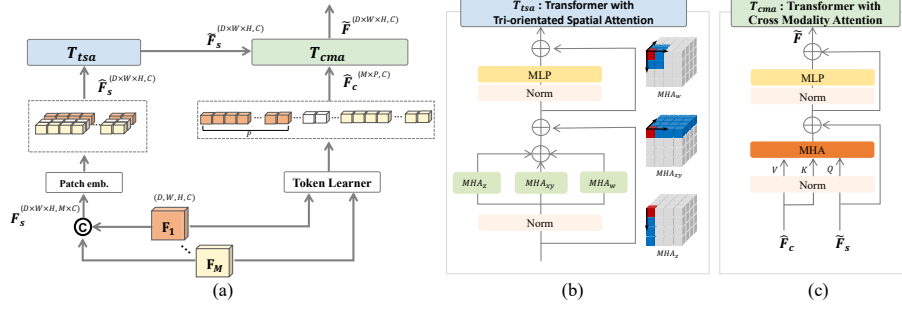 F̃^(D×W×H,C)
T_tsa
F̃_s^(D×W×H,C)
T_cma
F̂_s^(D×W×H,C)
F̂_c^(M×P,C)
P
Patch emb.
Token Learner
F_s^(D×W×H,M×C)
C
(D,W,H,C)
F_1
F_M
(a)
T_tsa : Transformer with
Tri-orientated Spatial Attention
MLP
Norm
MHA_z
MHA_xy
MHA_w
Norm
MHA_w
MHA_xy
MHA_z
(b)
T_cma : Transformer with
Cross Modality Attention
F̃
MLP
Norm
MHA
V
K
Q
Norm
F̂_c
F̃_s
(c)